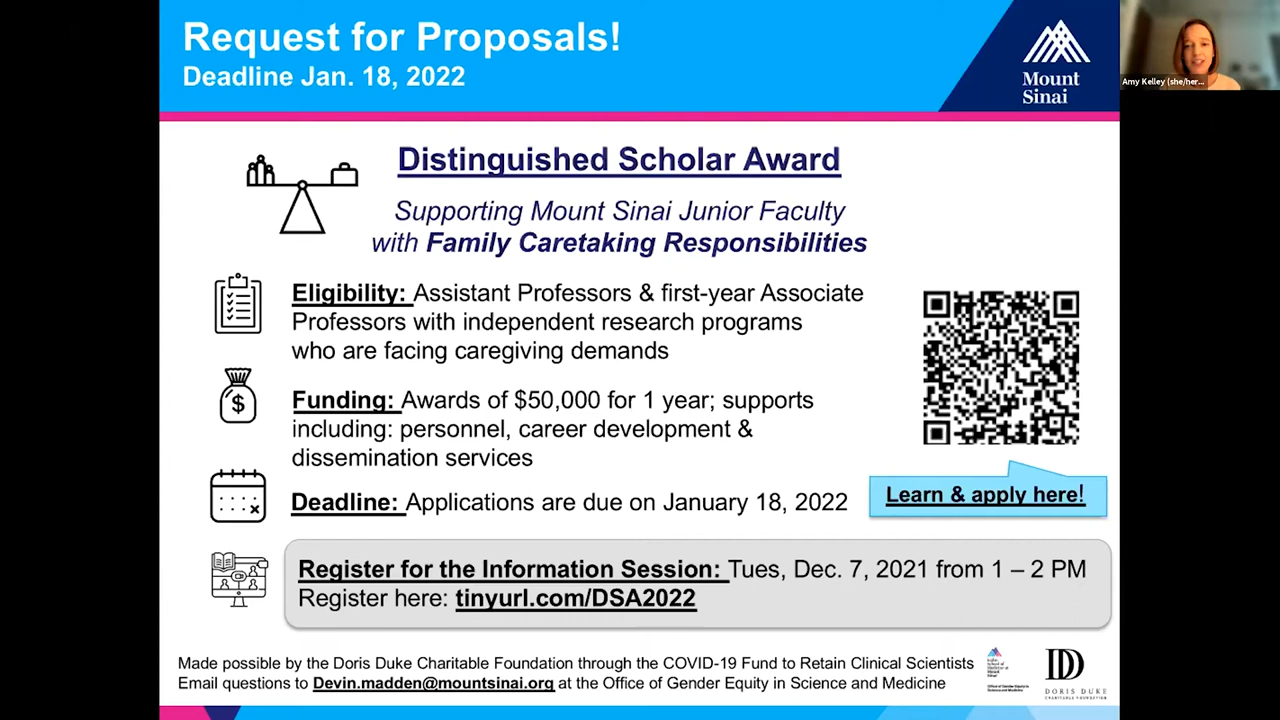 Request for Proposals!
Deadline Jan. 18, 2022
Mount
Sinai
Amy Kelley (she/her...
Distinguished Scholar Award
Supporting Mount Sinai Junior Faculty
with Family Caretaking Responsibilities
Eligibility: Assistant Professors & first-year Associate
Professors with independent research programs
who are facing caregiving demands
$
Funding: Awards of $50,000 for 1 year; supports
including: personnel, career development &
dissemination services
Deadline: Applications are due on January 18, 2022
Learn & apply here!
Register for the Information Session: Tues, Dec. 7, 2021 from 1 – 2 PM
Register here: tinyurl.com/DSA2022
Made possible by the Doris Duke Charitable Foundation through the COVID-19 Fund to Retain Clinical Scientists
Email questions to Devin.madden@mountsinai.org at the Office of Gender Equity in Science and Medicine
DD
DORIS DUKE
CHARITABLE FOUNDATION